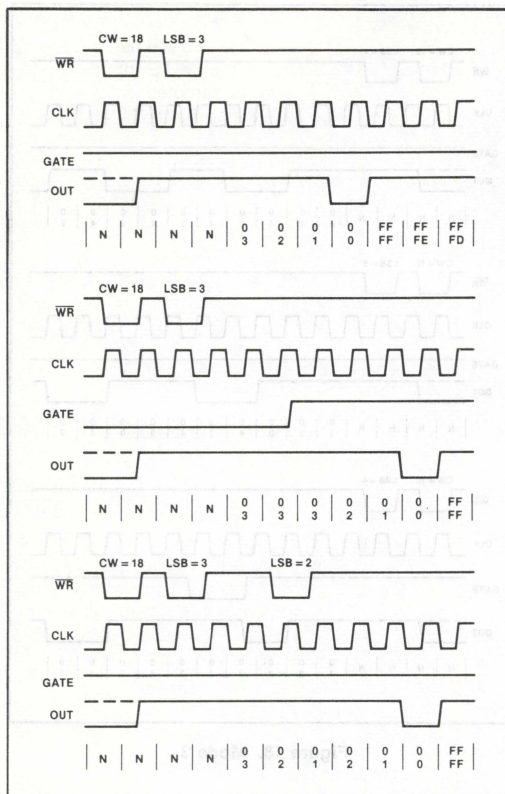 CW=18 LSB=3
WR
CLK
GATE
OUT
N N N N 0 0 0 0 FF FF FF
3 2 1 0 FF FE FD
CW=18 LSB=3
WR
CLK
GATE
OUT
N N N N 0 0 0 0 0 0 FF
3 3 3 2 1 0 FF
CW=18 LSB=3 LSB=2
WR
CLK
GATE
OUT
N N N N 0 0 0 0 0 0 FF
3 2 1 2 1 0 FF